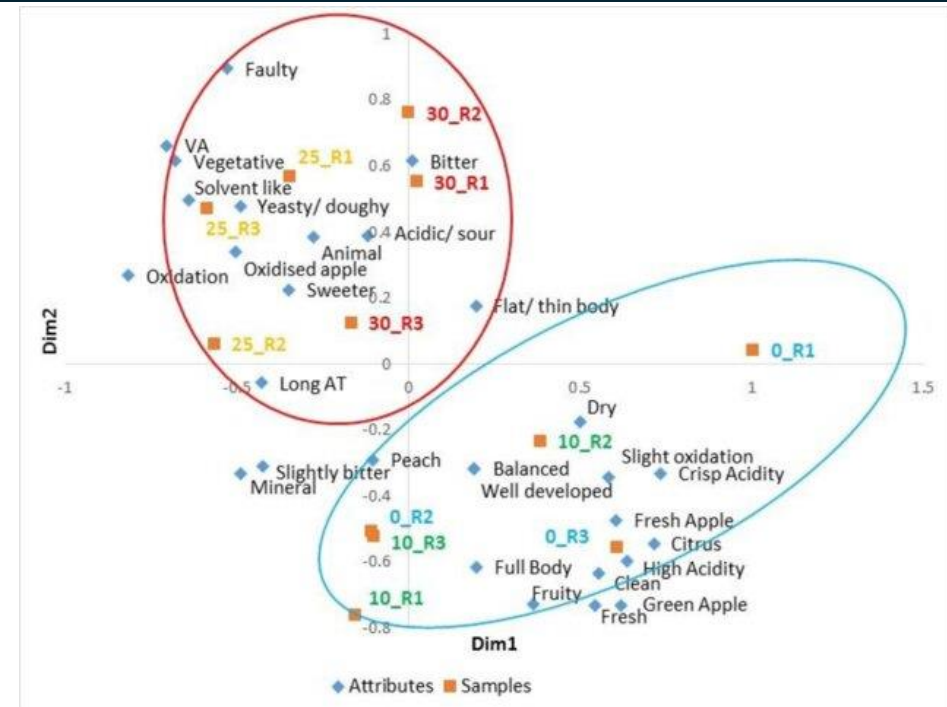 1
Faulty
0.8
30_R2
VA
25_R1
0.6
Bitter
Vegetative
30_R1
Solvent like
Yeasty/ doughy
25_R3
0.4
Acidic/ sour
Animal
Oxidised apple
Oxidation
Sweeter
0.2
Flat/ thin body
Dim2
30_R3
25_R2
0_R1
0
-1
-0.5
Long AT
0
0.5
1
1.5
Dry
-0.2
10_R2
Slight oxidation
Peach
Balanced
Slightly bitter
Crisp Acidity
Mineral
Well developed
-0.4
0_R2
Fresh Apple
0_R3
10_R3
Citrus
-0.6
Full Body
High Acidity
Clean
10_R1
Fruity
Green Apple
Fresh
-0.8
Dim1
Attributes Samples